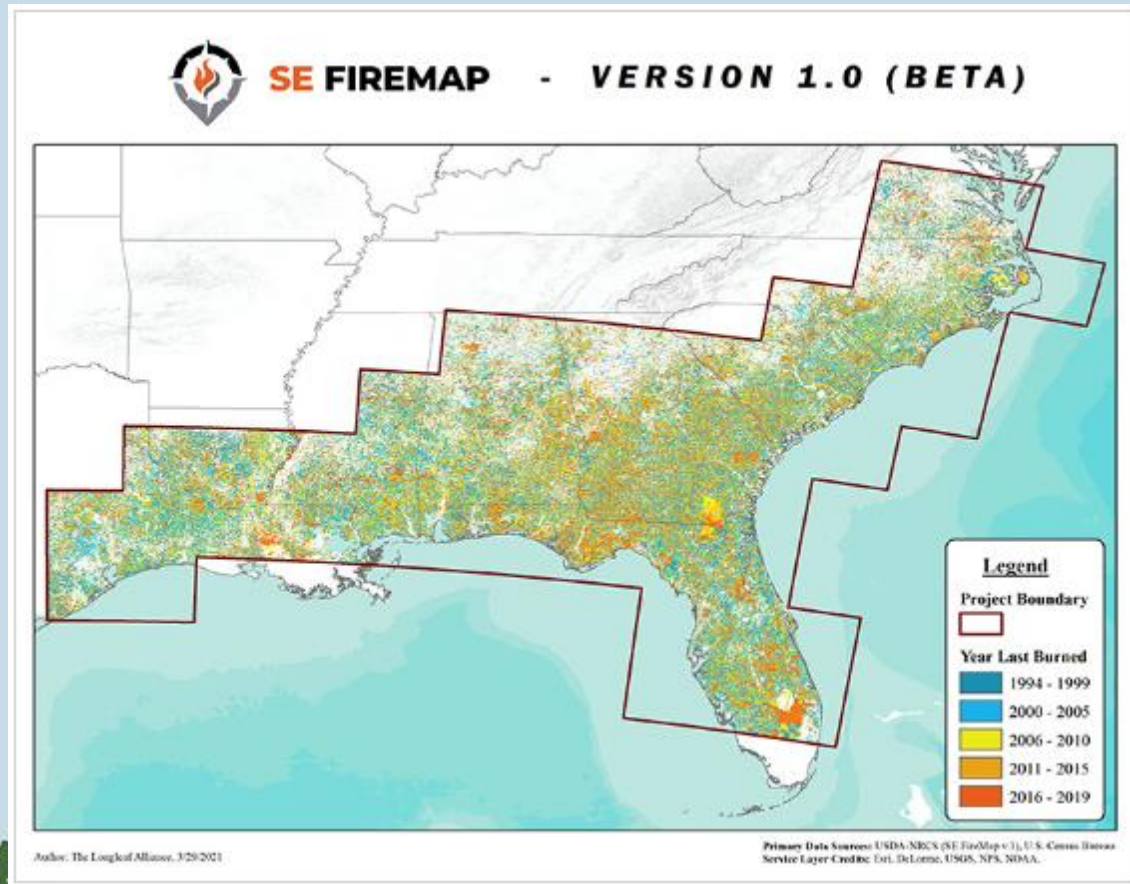 SE FIREMAP - VERSION 1.0 (BETA)
Legend
Project Boundary
Year Last Burned
1994 - 1999
2000 - 2005
2006 - 2010
2011 - 2015
2016 - 2019
Author: The Longleaf Alliance, 3/29/2021
Primary Data Sources: USDA-NRCS (SE FireMap v.1), U.S. Census Bureau
Service Layer Credits: Esri, DeLorme, USGS, NPS, NOAA.